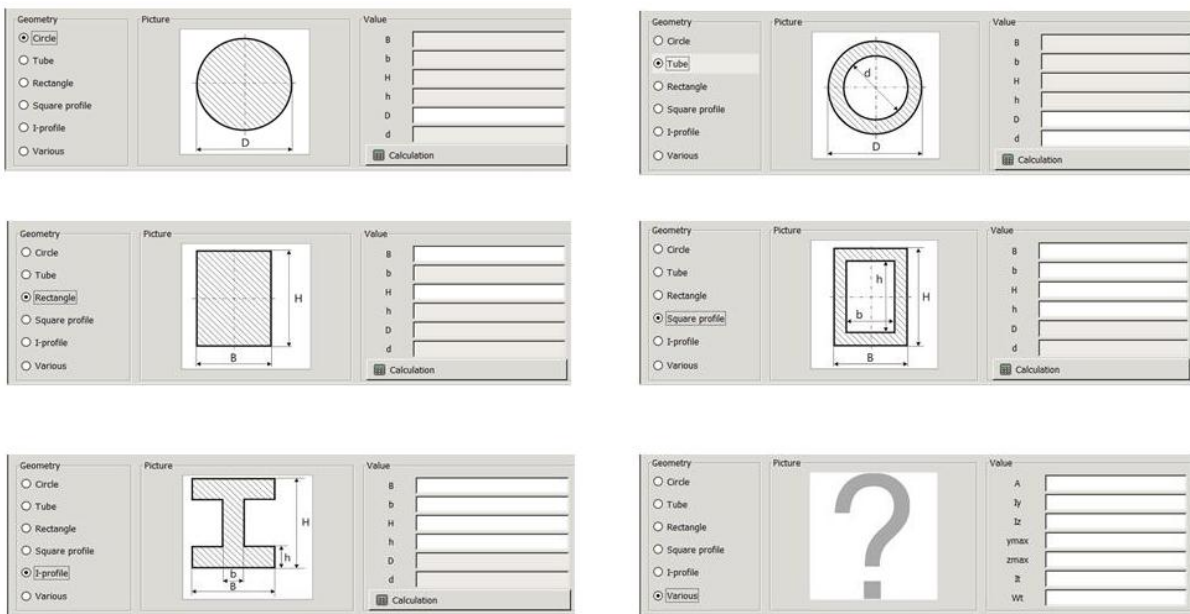 Geometry
Circle
Tube
Rectangle
Square profile
I-profile
Various
Picture
D
Value
B
b
H
h
D
d
Calculation
Geometry
Circle
Tube
Rectangle
Square profile
I-profile
Various
Picture
d
D
Value
B
b
H
h
D
d
Calculation
Geometry
Circle
Tube
Rectangle
Square profile
I-profile
Various
Picture
H
B
Value
B
b
H
h
D
d
Calculation
Geometry
Circle
Tube
Rectangle
Square profile
I-profile
Various
Picture
h
H
b
B
Value
B
b
H
h
D
d
Calculation
Geometry
Circle
Tube
Rectangle
Square profile
I-profile
Various
Picture
H
h
b
B
Value
B
b
H
h
D
d
Calculation
Geometry
Circle
Tube
Rectangle
Square profile
I-profile
Various
Picture
?
Value
A
Iy
Iz
ymax
zmax
It
Wt